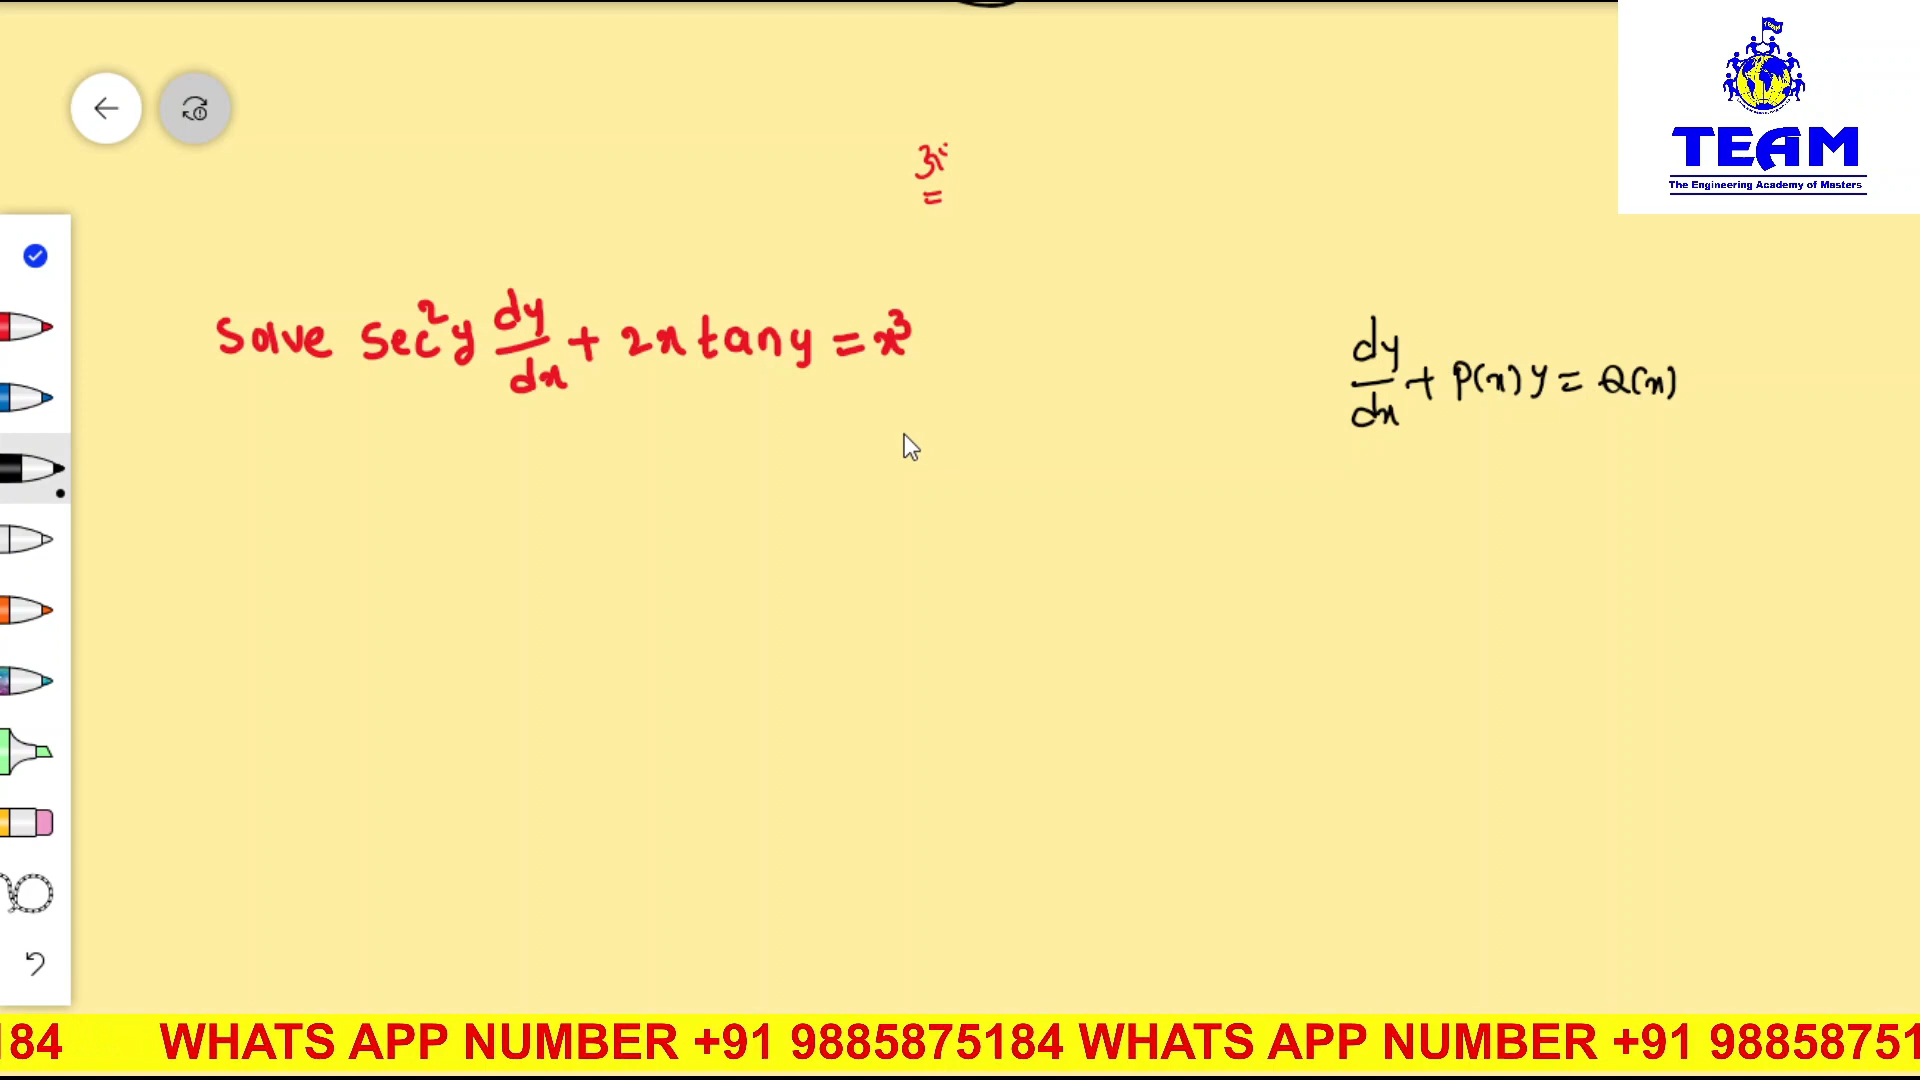 TEAM
The Engineering Academy of Masters
=
Solve sec²y dy/dx + 2x tany = x³
dy/dx + P(x) y = Q(x)
184 WHATS APP NUMBER +91 9885875184 WHATS APP NUMBER +91 98858751